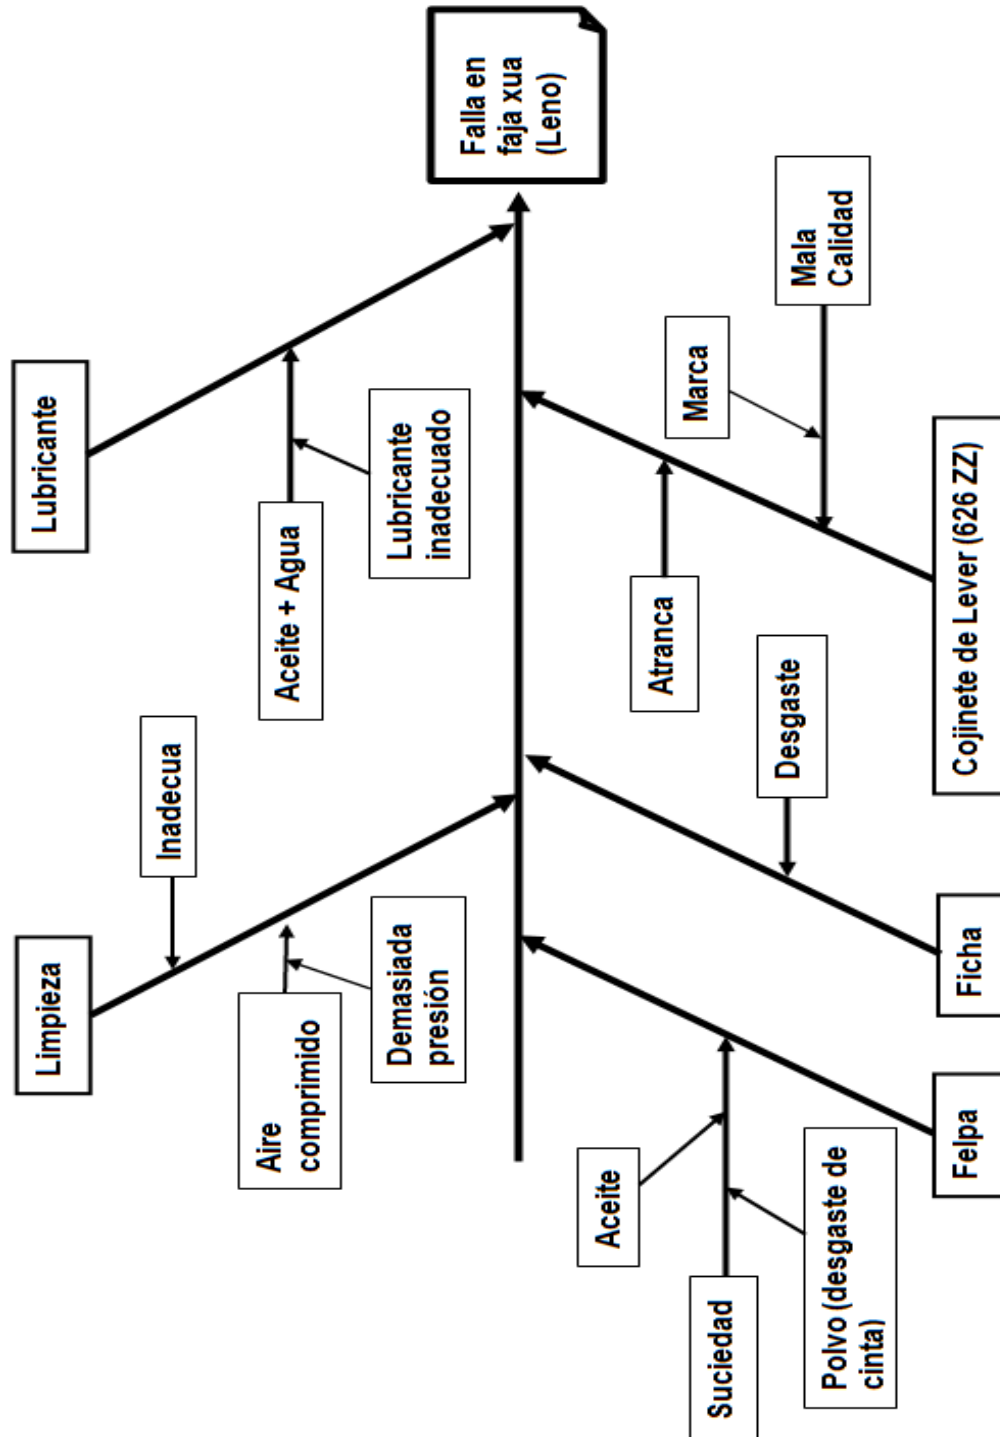 Limpieza
Lubricante
Inadecua
Aire
comprimido
Demasiada
presión
Aceite + Agua
Lubricante
inadecuado
Falla en
faja xua
(Leno)
Aceite
Suciedad
Polvo (desgaste de
cinta)
Desgaste
Atranca
Marca
Mala
Calidad
Felpa
Ficha
Cojinete de Lever (626 ZZ)